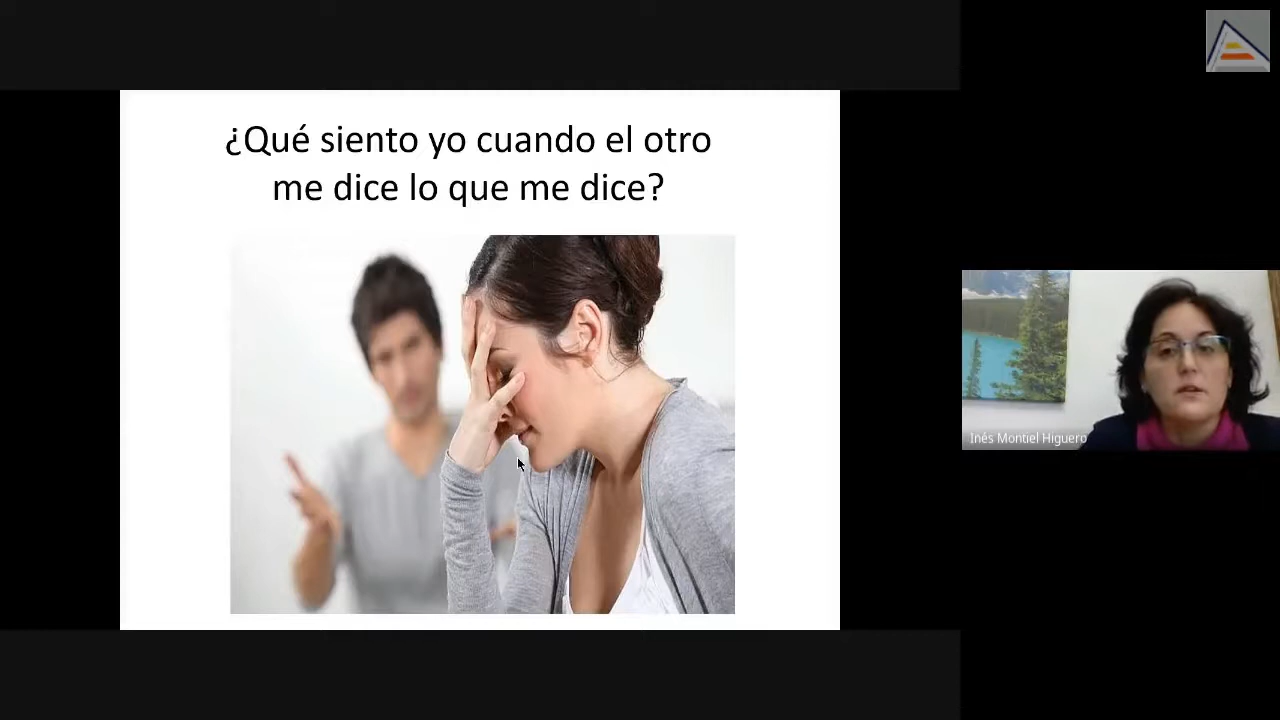 ¿Qué siento yo cuando el otro
me dice lo que me dice?
Inés Montiel Higuero